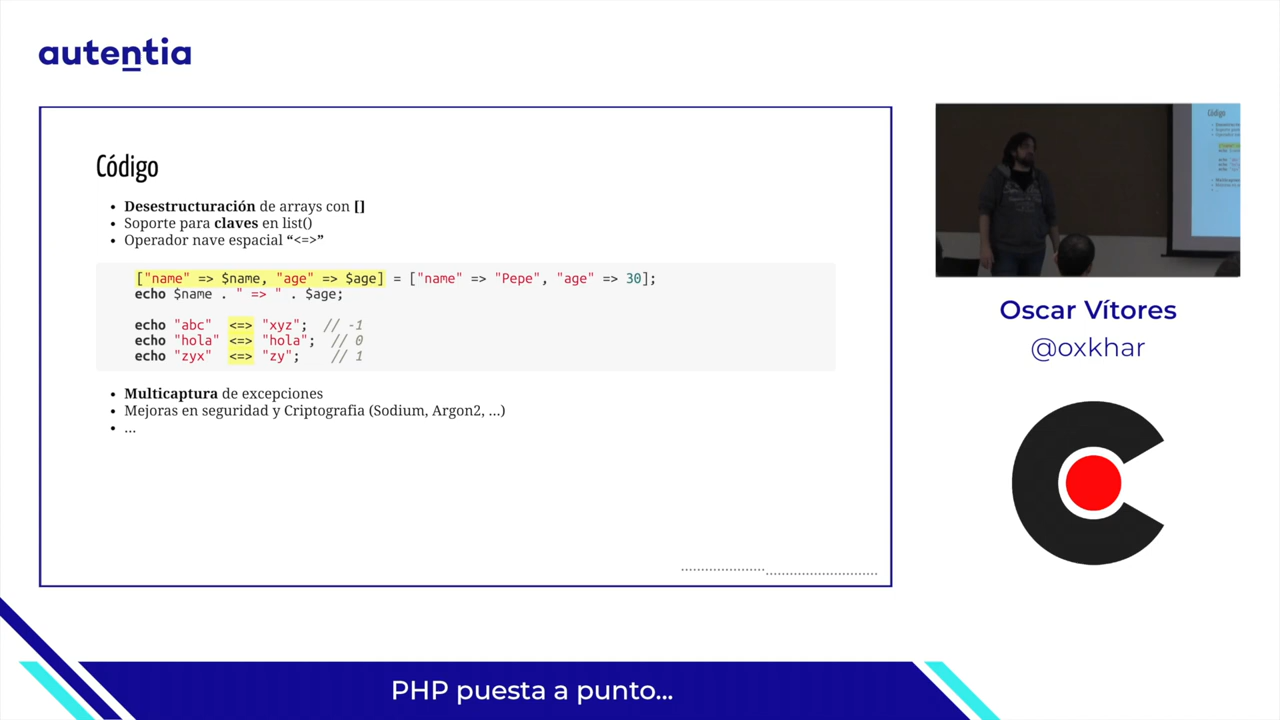 autentia
Código
• Desestructuración de arrays con []
• Soporte para claves en list()
• Operador nave espacial “<=>”
["name" => $name, "age" => $age] = ["name" => "Pepe", "age" => 30];
echo $name . " => " . $age;
echo "abc" <=> "xyz"; // -1
echo "hola" <=> "hola"; // 0
echo "zyx" <=> "zy"; // 1
• Multicaptura de excepciones
• Mejoras en seguridad y Criptografia (Sodium, Argon2, ...)
• ...
Código
Oscar Vítores
@oxkhar
PHP puesta a punto...